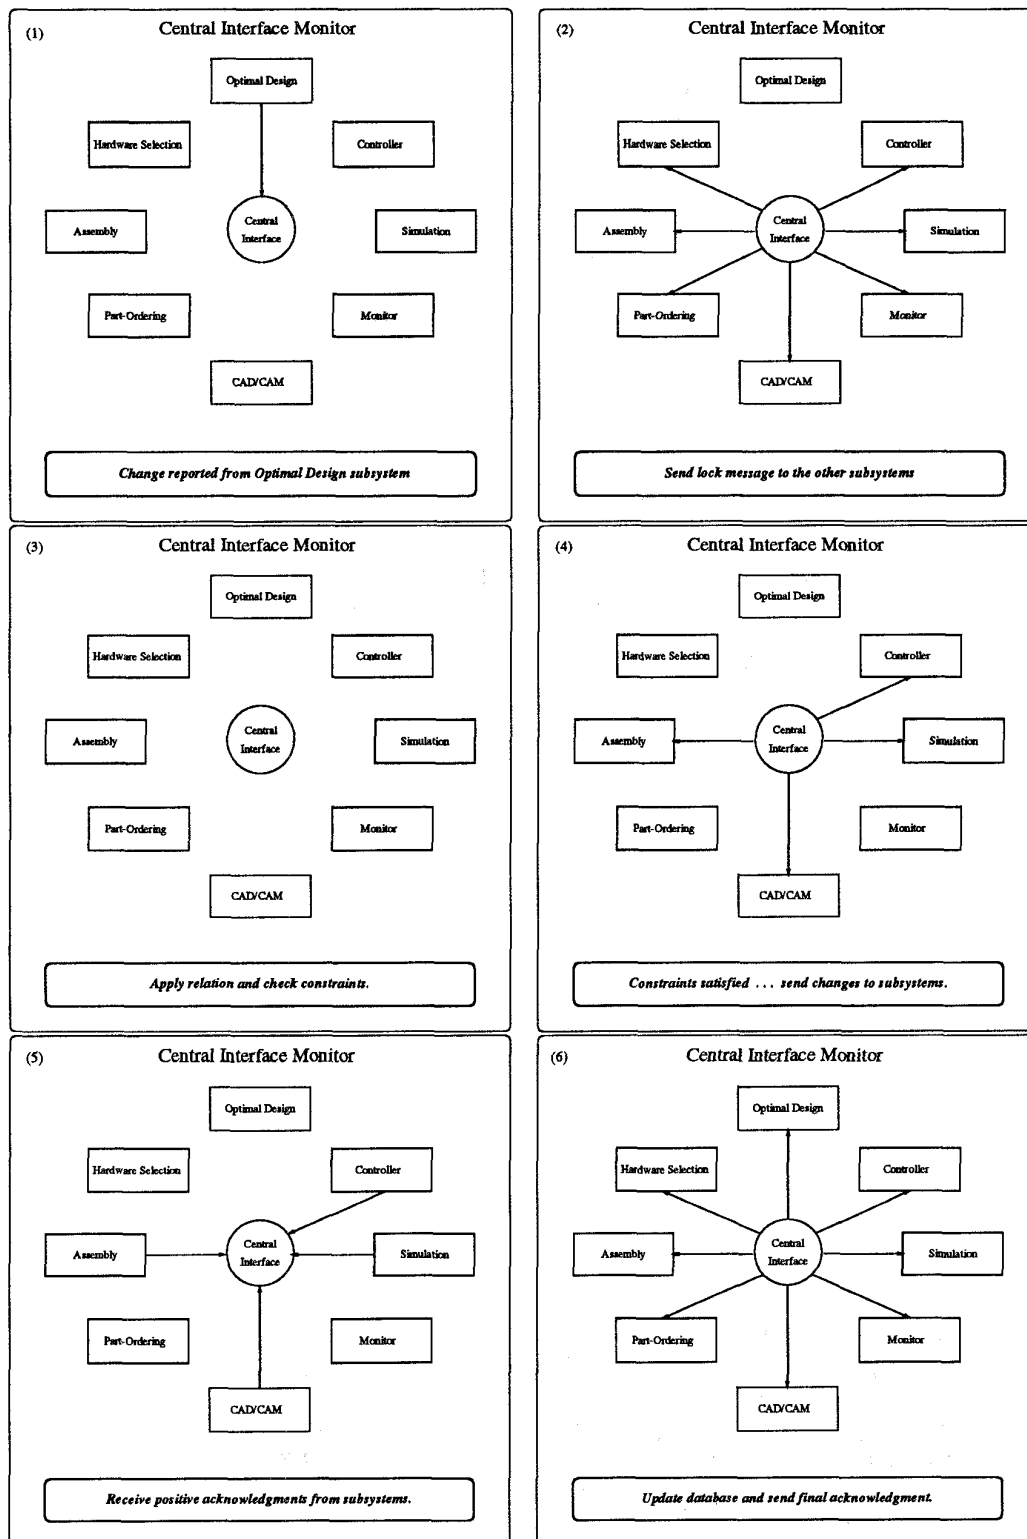 (1)
Central Interface Monitor
Optimal Design
Hardware Selection
Controller
Assembly
Central
Interface
Simulation
Part-Ordering
Monitor
CAD/CAM
Change reported from Optimal Design subsystem
(2)
Central Interface Monitor
Optimal Design
Hardware Selection
Controller
Assembly
Central
Interface
Simulation
Part-Ordering
Monitor
CAD/CAM
Send lock message to the other subsystems
(3)
Central Interface Monitor
Optimal Design
Hardware Selection
Controller
Assembly
Central
Interface
Simulation
Part-Ordering
Monitor
CAD/CAM
Apply relation and check constraints.
(4)
Central Interface Monitor
Optimal Design
Hardware Selection
Controller
Assembly
Central
Interface
Simulation
Part-Ordering
Monitor
CAD/CAM
Constraints satisfied ... send changes to subsystems.
(5)
Central Interface Monitor
Optimal Design
Hardware Selection
Controller
Assembly
Central
Interface
Simulation
Part-Ordering
Monitor
CAD/CAM
Receive positive acknowledgments from subsystems.
(6)
Central Interface Monitor
Optimal Design
Hardware Selection
Controller
Assembly
Central
Interface
Simulation
Part-Ordering
Monitor
CAD/CAM
Update database and send final acknowledgment.